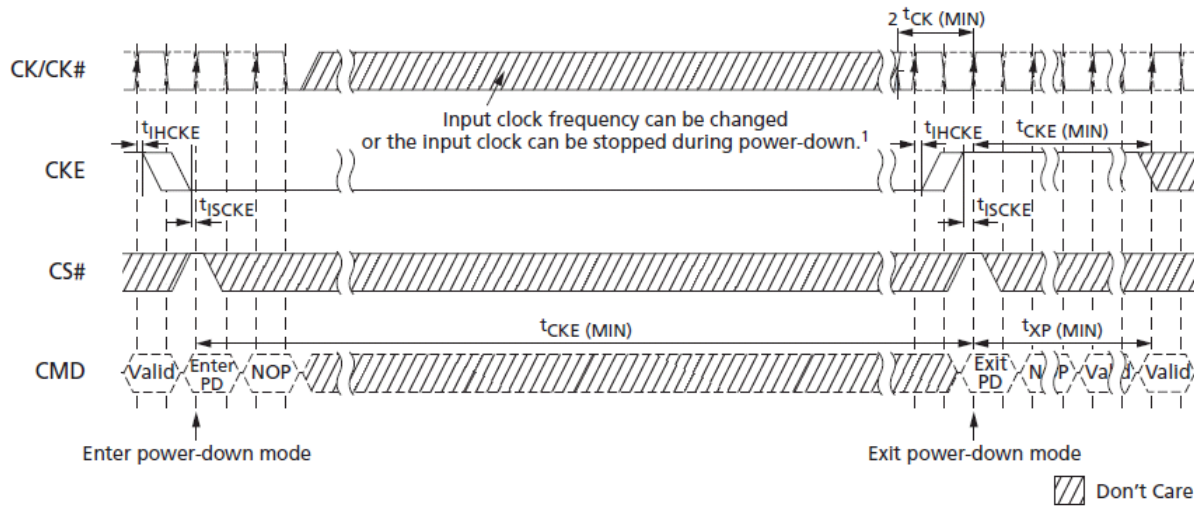 2 tCK (MIN)
CK/CK#
Input clock frequency can be changed
or the input clock can be stopped during power-down.1
tIHCKE
tIHCKE
tCKE (MIN)
CKE
tISCKE
tISCKE
CS#
tCKE (MIN)
tXP (MIN)
CMD
Valid
Enter
PD
NOP
Exit
PD
N P
Val d
Valid
Enter power-down mode
Exit power-down mode
Don't Care